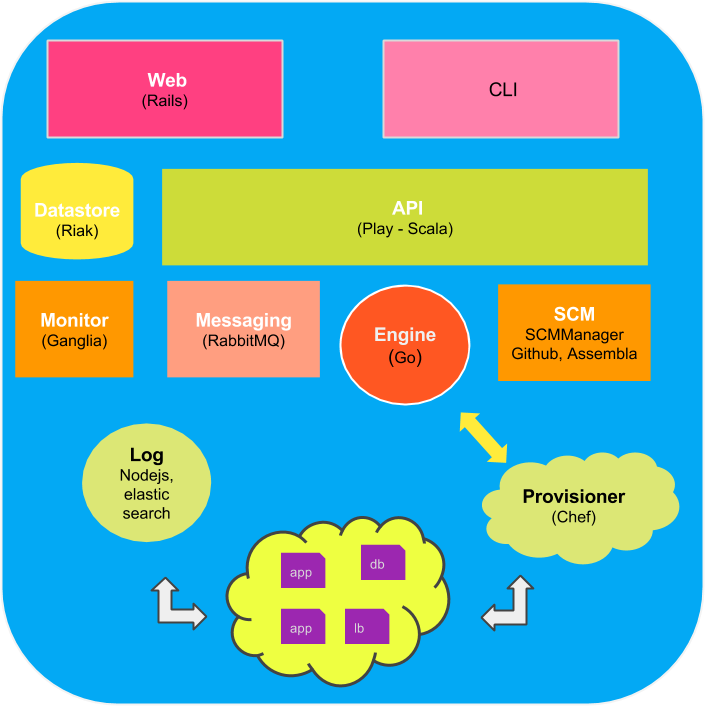 Web
(Rails)
CLI
Datastore
(Riak)
API
(Play - Scala)
Monitor
(Ganglia)
Messaging
(RabbitMQ)
Engine
(Go)
SCM
SCMManager
Github, Assembla
Log
Nodejs,
elastic
search
Provisioner
(Chef)
app
db
app
lb